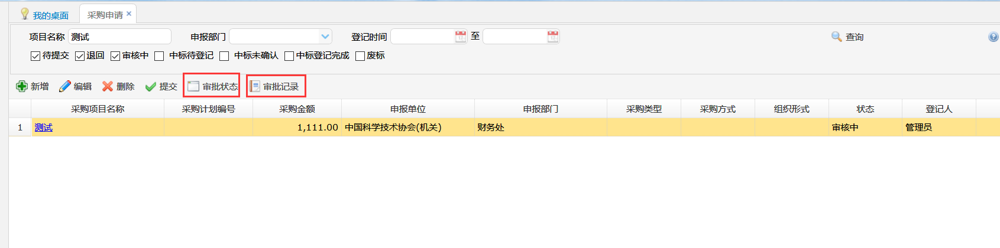 我的桌面 采购申请
项目名称 测试 申报部门 登记时间 至 查询
待提交 退回 审核中 中标待登记 中标未确认 中标登记完成 废标
新增 编辑 删除 提交 审批状态 审批记录
采购项目名称 采购计划编号 采购金额 申报单位 申报部门 采购类型 采购方式 组织形式 状态 登记人
1 测试 1,111.00 中国科学技术协会(机关) 财务处 审核中 管理员